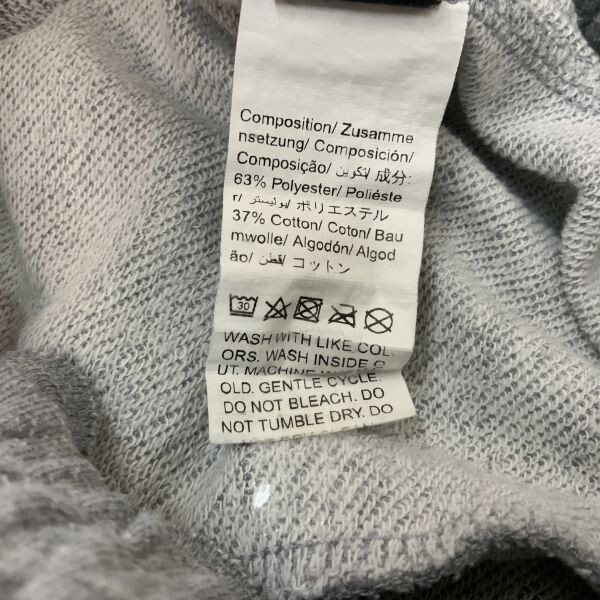 Composition/ Zusamme
nsetzung/ Composición/
Composição/ تكوين/ 成分:
63% Polyester/ Poliéste
r/ بوليستر/ ポリエステル
37% Cotton/ Coton/ Bau
mwolle/ Algodón/ Algod
ão/ قطن/ コットン
30
WASH WITH LIKE COL
ORS. WASH INSIDE O
UT. MACHINE
OLD. GENTLE CYCLE.
DO NOT BLEACH. DO
NOT TUMBLE DRY. DO